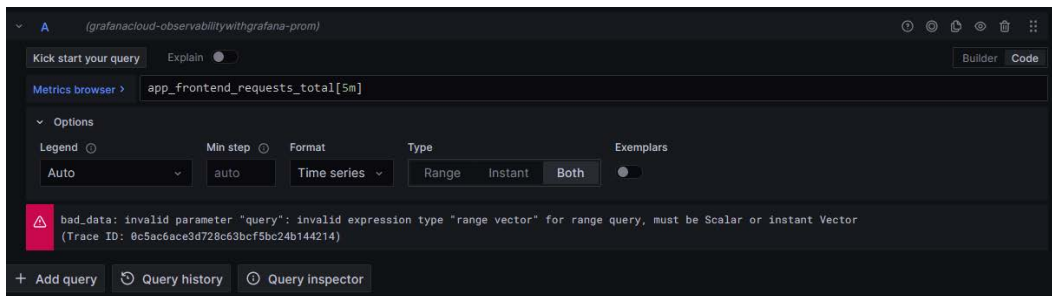 A (grafanacloud-observabilitywithgrafana-prom)
Kick start your query Explain Builder Code
Metrics browser > app_frontend_requests_total[5m]
Options
Legend Min step Format Type Exemplars
Auto auto Time series Range Instant Both
bad_data: invalid parameter "query": invalid expression type "range vector" for range query, must be Scalar or instant Vector
(Trace ID: 0c5ac6ace3d728c63bcf5bc24b144214)
+ Add query Query history Query inspector